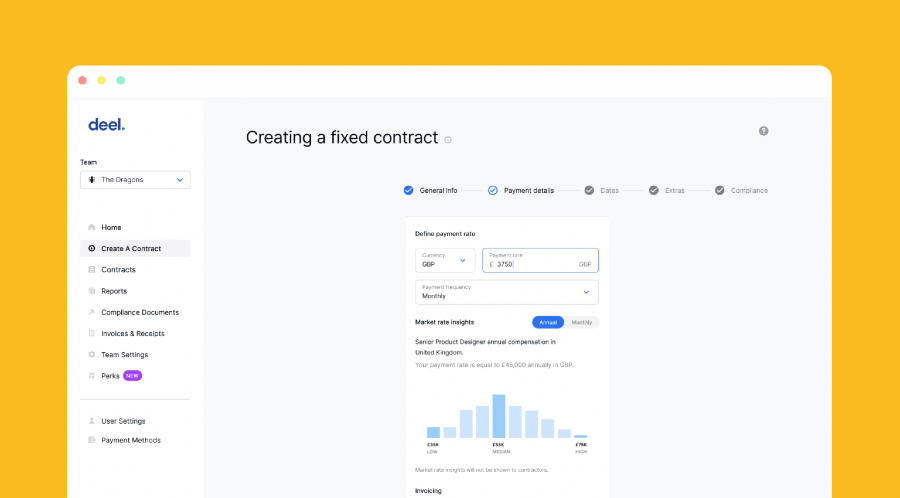 deel.
Team
The Dragons
Home
Create A Contract
Contracts
Reports
Compliance Documents
Invoices & Receipts
Team Settings
Perks NEW
User Settings
Payment Methods
Creating a fixed contract
?
General Info
Payment details
Dates
Extras
Compliance
Define payment rate
Currency
GBP
Payment rate
£ 3750 GBP
Payment frequency
Monthly
Market rate insights
Annual Monthly
Senior Product Designer annual compensation in
United Kingdom.
Your payment rate is equal to £45,000 annually in GBP.
£35K £55K £75K
LOW MEDIAN HIGH
Market rate insights will not be shown to contractors.
Invoicing